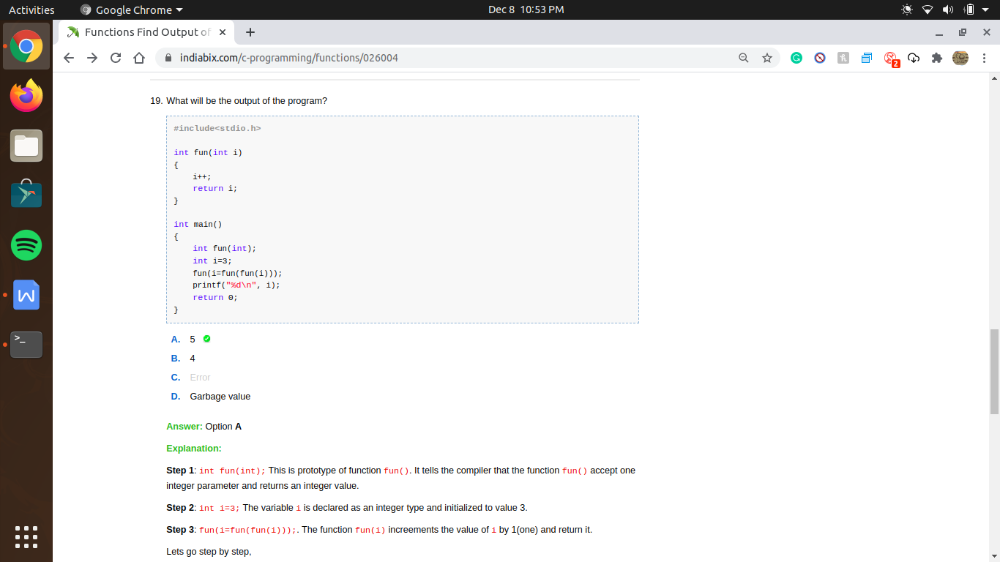 Activities
Google Chrome
Dec 8 10:53 PM
Functions Find Output of
indiabix.com/c-programming/functions/026004
2
19. What will be the output of the program?
#include<stdio.h>
int fun(int i)
{
i++;
return i;
}
int main()
{
int fun(int);
int i=3;
fun(i=fun(fun(i)));
printf("%d\n", i);
return 0;
}
A. 5
B. 4
C. Error
D. Garbage value
Answer: Option A
Explanation:
Step 1: int fun(int); This is prototype of function fun(). It tells the compiler that the function fun() accept one
integer parameter and returns an integer value.
Step 2: int i=3; The variable i is declared as an integer type and initialized to value 3.
Step 3: fun(i=fun(fun(i)));. The function fun(i) increements the value of i by 1(one) and return it.
Lets go step by step,